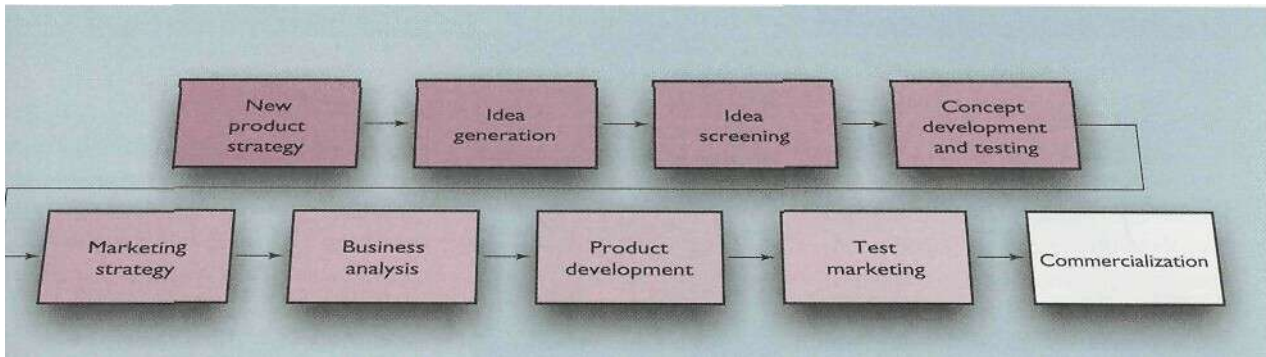 New
product
strategy
Idea
generation
Idea
screening
Concept
development
and testing
Marketing
strategy
Business
analysis
Product
development
Test
marketing
Commercialization